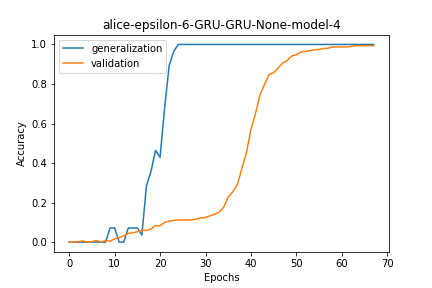 alice-epsilon-6-GRU-GRU-None-model-4
generalization
validation
1.0
0.8
0.6
0.4
0.2
0.0
Accuracy
0 10 20 30 40 50 60 70
Epochs